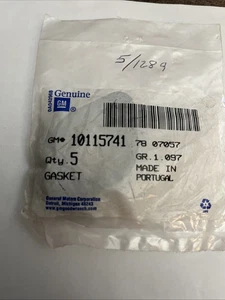 5/1289
Genuine
GM
GM® 10115741 78 07057
Qty. 5 GR.1.097
GASKET MADE IN
PORTUGAL
General Motors Corporation
Detroit, Michigan